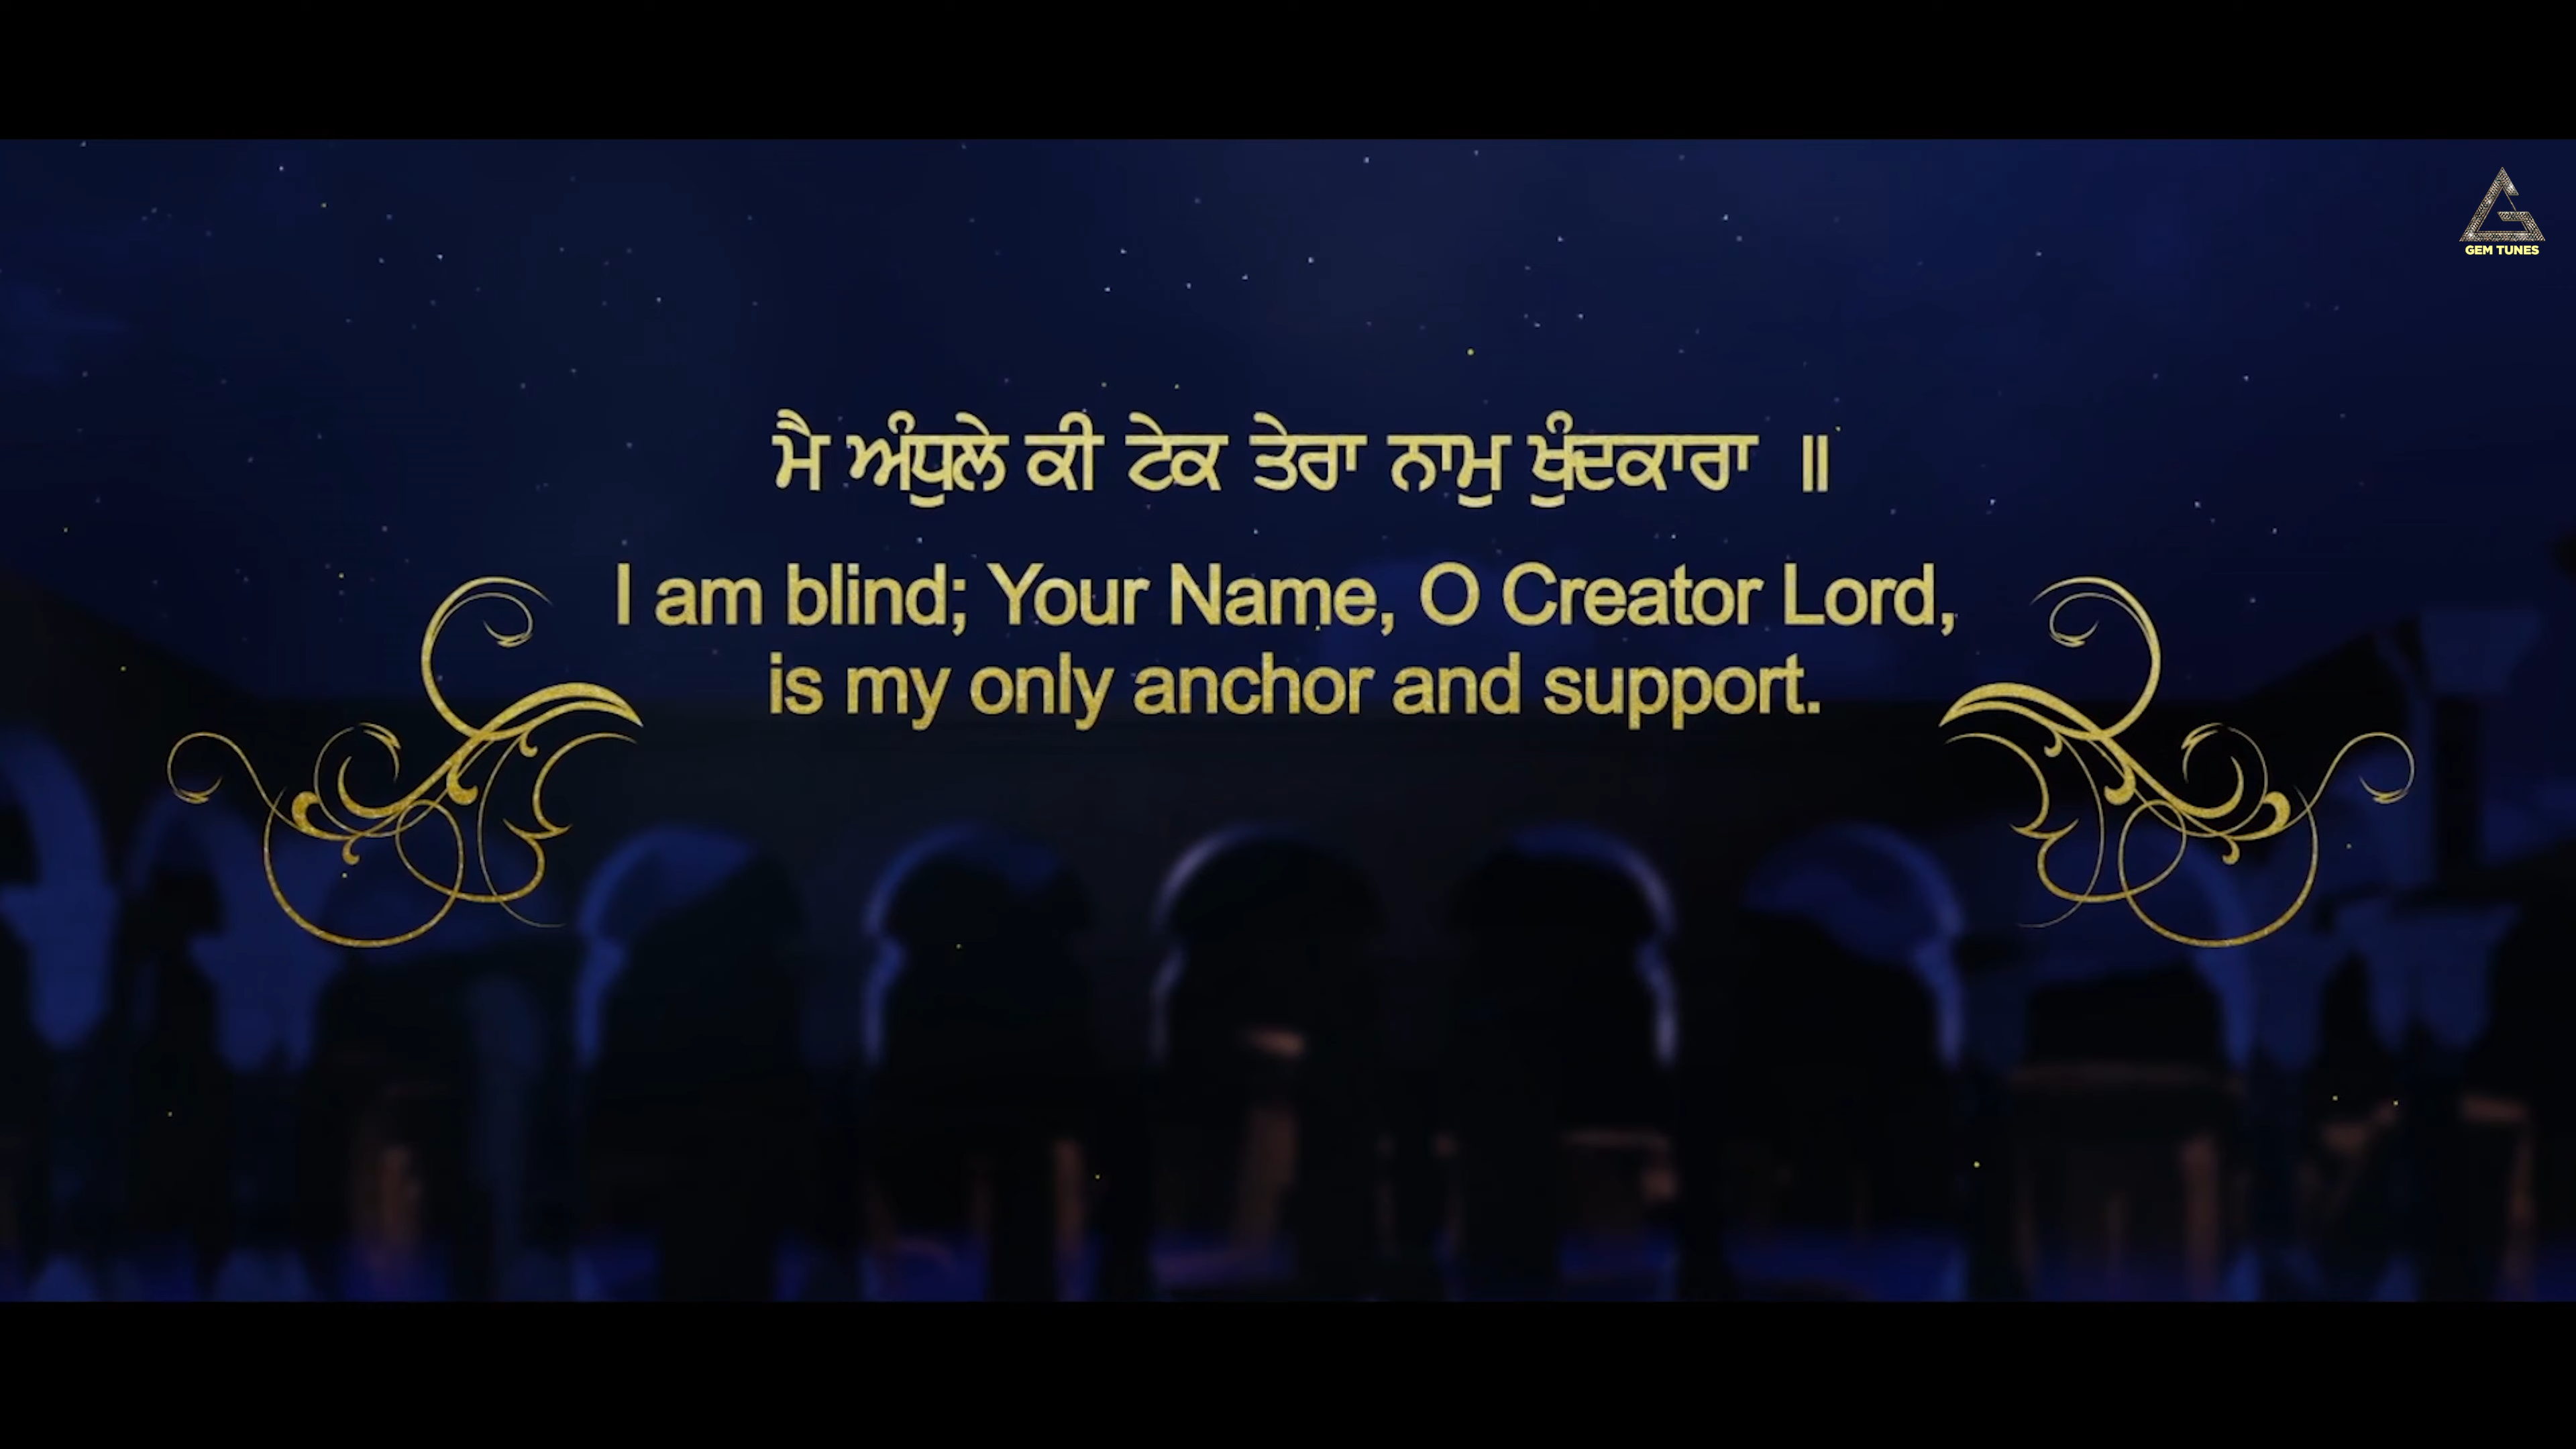 GEM TUNES
ਮੈ ਅੰਧੁਲੇ ਕੀ ਟੇਕ ਤੇਰਾ ਨਾਮੁ ਖੁੰਦਕਾਰਾ ॥
I am blind; Your Name, O Creator Lord,
is my only anchor and support.